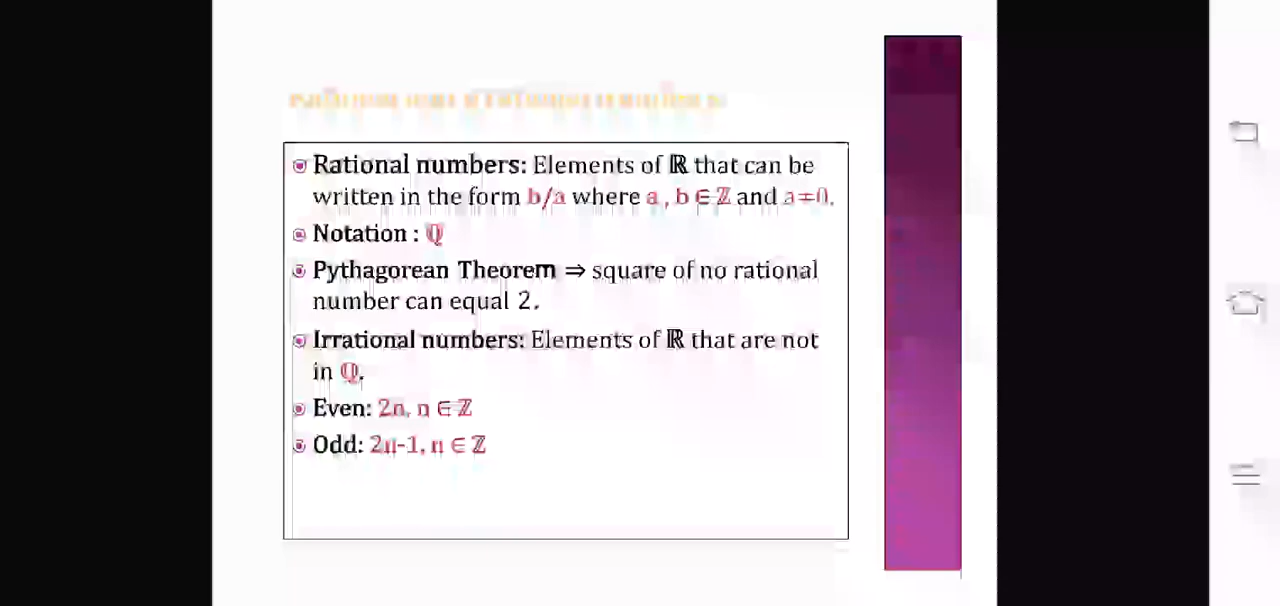 Rational numbers: Elements of ℝ that can be
written in the form b/a where a , b ∈ ℤ and a≠0.
Notation : ℚ
Pythagorean Theorem ⇒ square of no rational
number can equal 2.
Irrational numbers: Elements of ℝ that are not
in ℚ.
Even: 2n, n ∈ ℤ
Odd: 2n-1, n ∈ ℤ